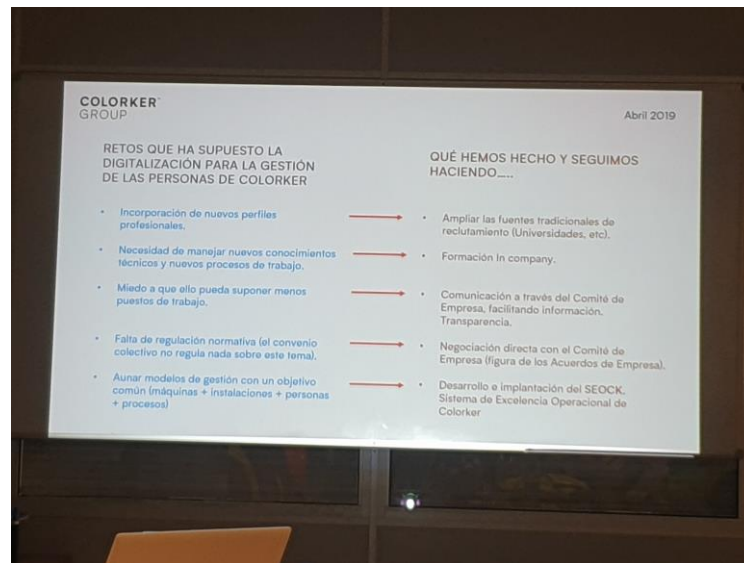 COLORKER
GROUP
Abril 2019
RETOS QUE HA SUPUESTO LA
DIGITALIZACIÓN PARA LA GESTIÓN
DE LAS PERSONAS DE COLORKER
• Incorporación de nuevos perfiles
profesionales.
• Necesidad de manejar nuevos conocimientos
técnicos y nuevos procesos de trabajo.
• Miedo a que ello pueda suponer menos
puestos de trabajo.
• Falta de regulación normativa (el convenio
colectivo no regula nada sobre este tema).
• Aunar modelos de gestión con un objetivo
común (máquinas + instalaciones + personas
+ procesos)
QUÉ HEMOS HECHO Y SEGUIMOS
HACIENDO.....
• Ampliar las fuentes tradicionales de
reclutamiento (Universidades, etc).
• Formación In company.
• Comunicación a través del Comité de
Empresa, facilitando información.
Transparencia.
• Negociación directa con el Comité de
Empresa (figura de los Acuerdos de Empresa).
• Desarrollo e implantación del SEOCK.
Sistema de Excelencia Operacional de
Colorker